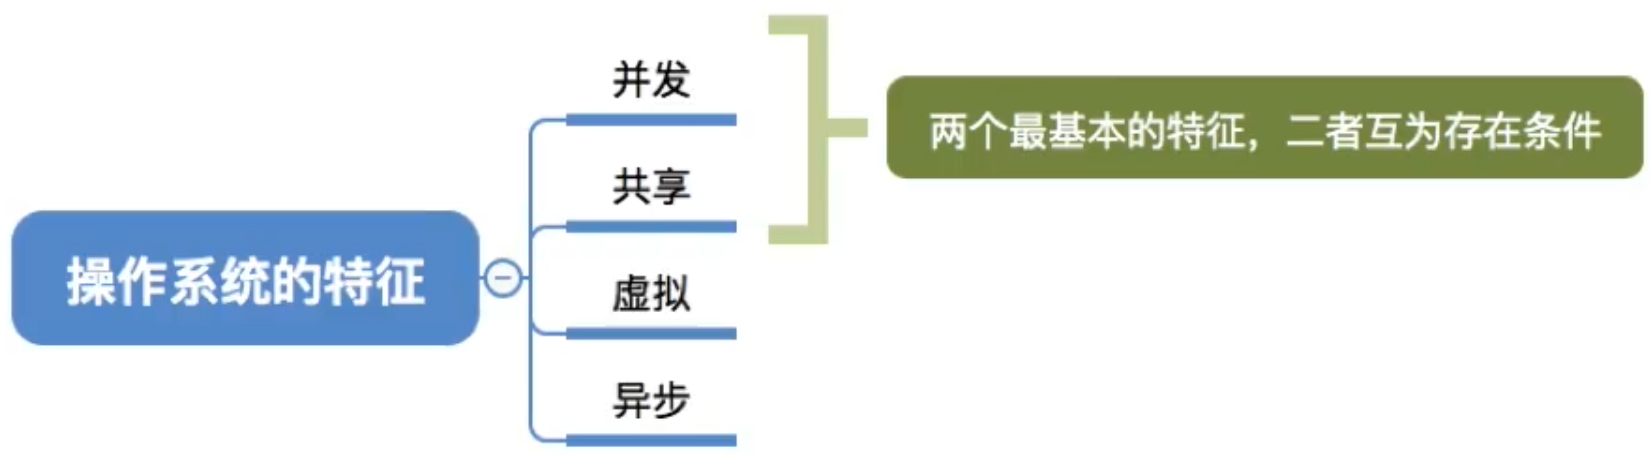 操作系统的特征
并发
共享
虚拟
异步
两个最基本的特征，二者互为存在条件